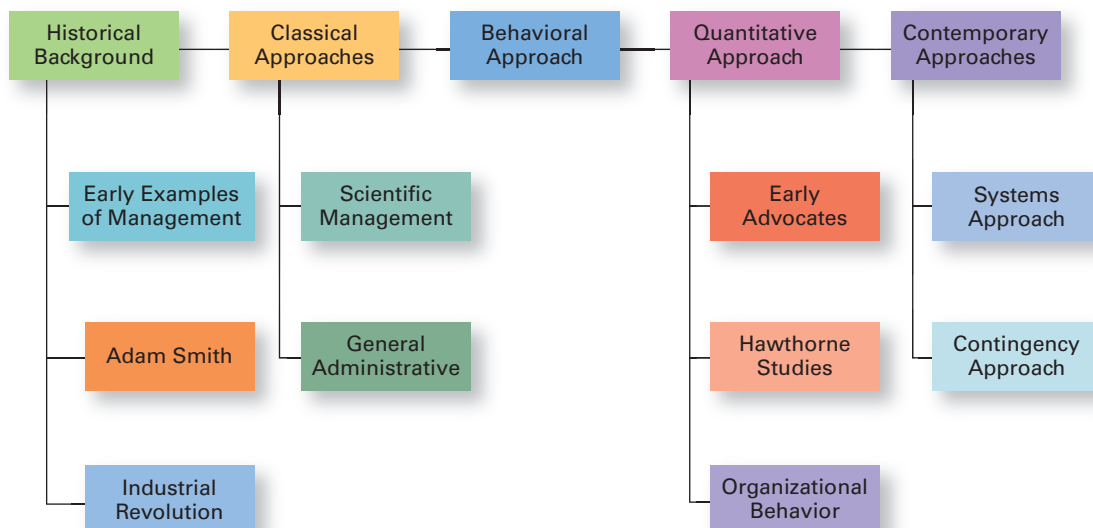 Historical
Background
Classical
Approaches
Behavioral
Approach
Quantitative
Approach
Contemporary
Approaches
Early Examples
of Management
Scientific
Management
Early
Advocates
Systems
Approach
Adam Smith
General
Administrative
Hawthorne
Studies
Contingency
Approach
Industrial
Revolution
Organizational
Behavior